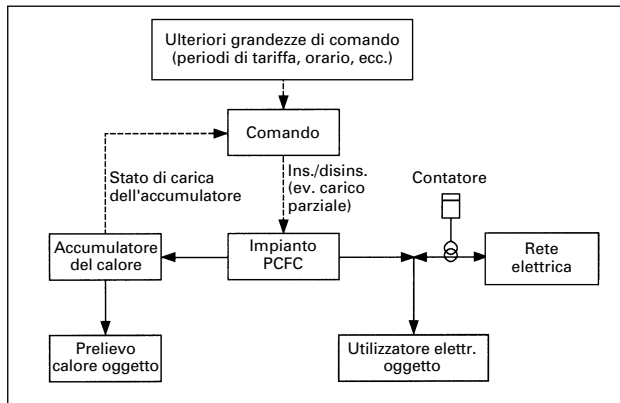 Ulteriori grandezze di comando
(periodi di tariffa, orario, ecc.)
Comando
Stato di carica
dell'accumulatore
Ins./disins.
(ev. carico
parziale)
Contatore
Accumulatore
del calore
Impianto
PCFC
Rete
elettrica
Prelievo
calore oggetto
Utilizzatore elettr.
oggetto